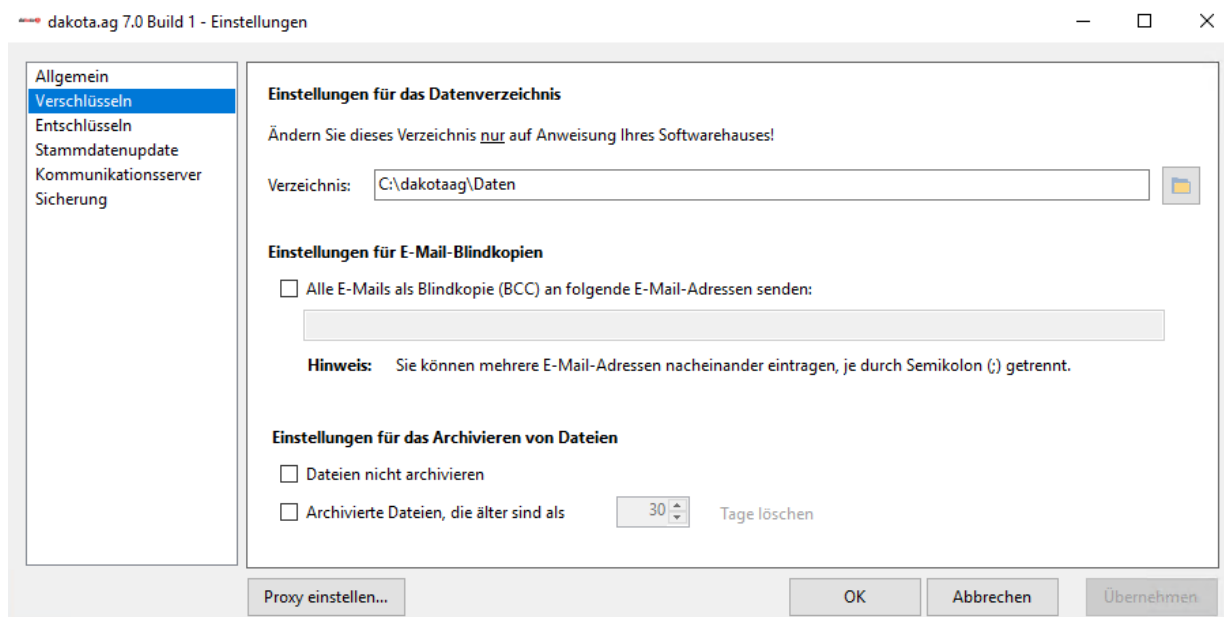 dakota.ag 7.0 Build 1 - Einstellungen
Allgemein
Verschlüsseln
Entschlüsseln
Stammdatenupdate
Kommunikationsserver
Sicherung
Einstellungen für das Datenverzeichnis
Ändern Sie dieses Verzeichnis nur auf Anweisung Ihres Softwarehauses!
Verzeichnis: C:\dakotaag\Daten
Einstellungen für E-Mail-Blindkopien
Alle E-Mails als Blindkopie (BCC) an folgende E-Mail-Adressen senden:
Hinweis: Sie können mehrere E-Mail-Adressen nacheinander eintragen, je durch Semikolon (;) getrennt.
Einstellungen für das Archivieren von Dateien
Dateien nicht archivieren
Archivierte Dateien, die älter sind als 30 Tage löschen
Proxy einstellen... OK Abbrechen Übernehmen